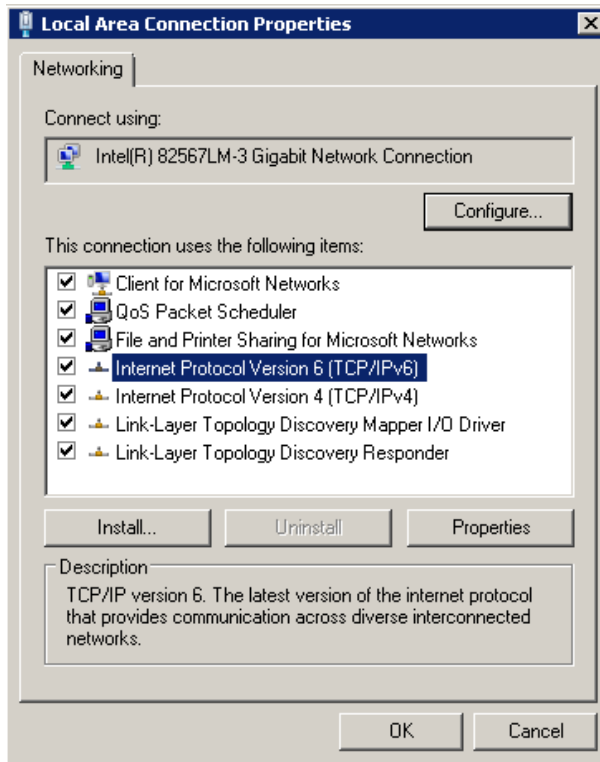 Local Area Connection Properties
Networking
Connect using:
Intel(R) 82567LM-3 Gigabit Network Connection
Configure...
This connection uses the following items:
Client for Microsoft Networks
QoS Packet Scheduler
File and Printer Sharing for Microsoft Networks
Internet Protocol Version 6 (TCP/IPv6)
Internet Protocol Version 4 (TCP/IPv4)
Link-Layer Topology Discovery Mapper I/O Driver
Link-Layer Topology Discovery Responder
Install... Uninstall Properties
Description
TCP/IP version 6. The latest version of the internet protocol
that provides communication across diverse interconnected
networks.
OK Cancel